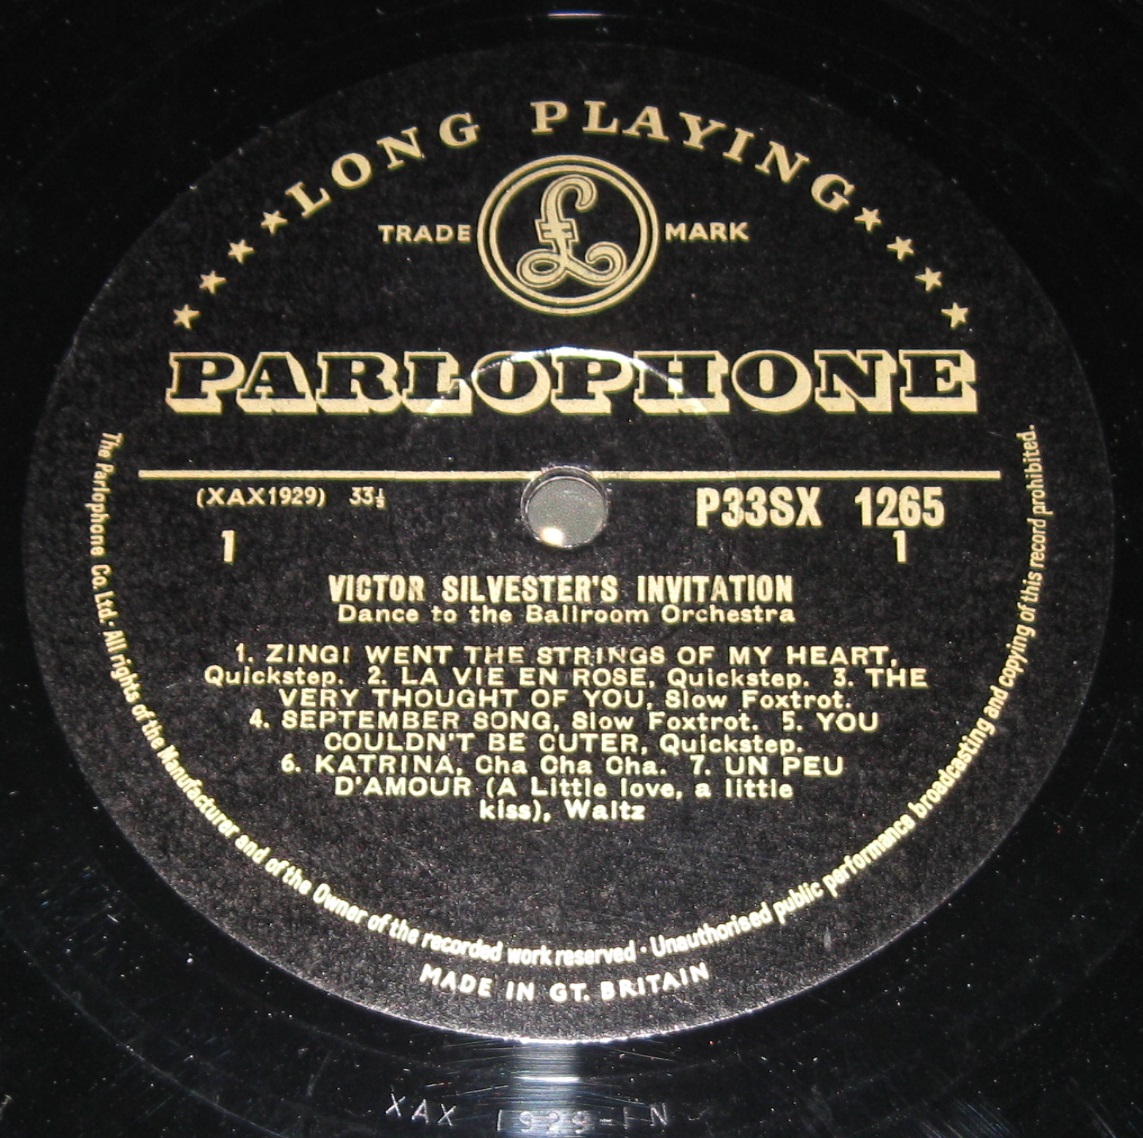 LONG PLAYING
TRADE £ MARK
PARLOPHONE
(XAX1929) 33⅓ P33SX 1265
1 1
VICTOR SILVESTER'S INVITATION
Dance to the Ballroom Orchestra
1. ZING! WENT THE STRINGS OF MY HEART,
Quickstep. 2. LA VIE EN ROSE, Quickstep. 3. THE
VERY THOUGHT OF YOU, Slow Foxtrot.
4. SEPTEMBER SONG, Slow Foxtrot. 5. YOU
COULDN'T BE CUTER, Quickstep.
6. KATRINA, Cha Cha Cha. 7. UN PEU
D'AMOUR (A Little love, a little
kiss), Waltz
The Parlophone Co. Ltd. · All rights of the Manufacturer and of the Owner of the recorded work reserved · Unauthorised public performance broadcasting and copying of this record prohibited.
MADE IN GT. BRITAIN
XAX 1929-1N